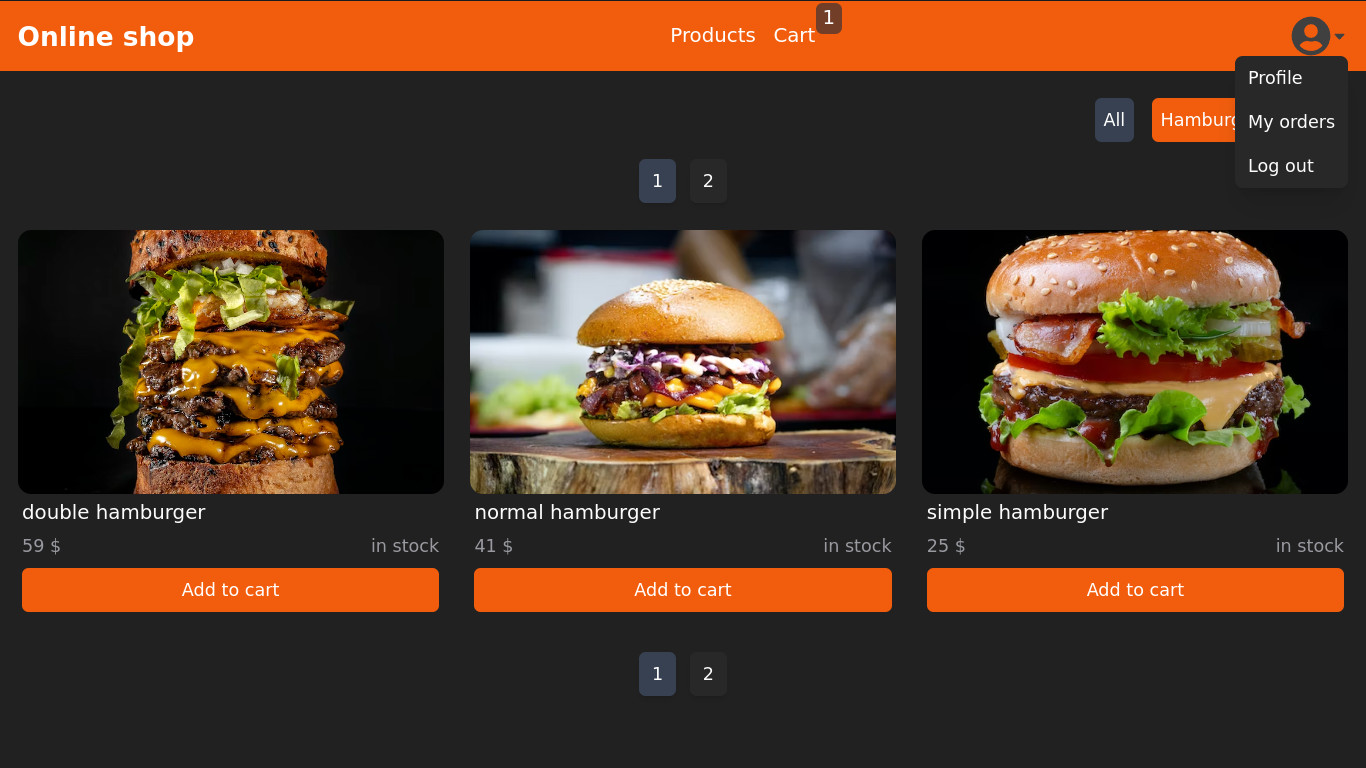 Online shop
Products
Cart
1
Profile
My orders
Log out
All
Hamburg
1
2
double hamburger
59 $
in stock
Add to cart
normal hamburger
41 $
in stock
Add to cart
simple hamburger
25 $
in stock
Add to cart
1
2